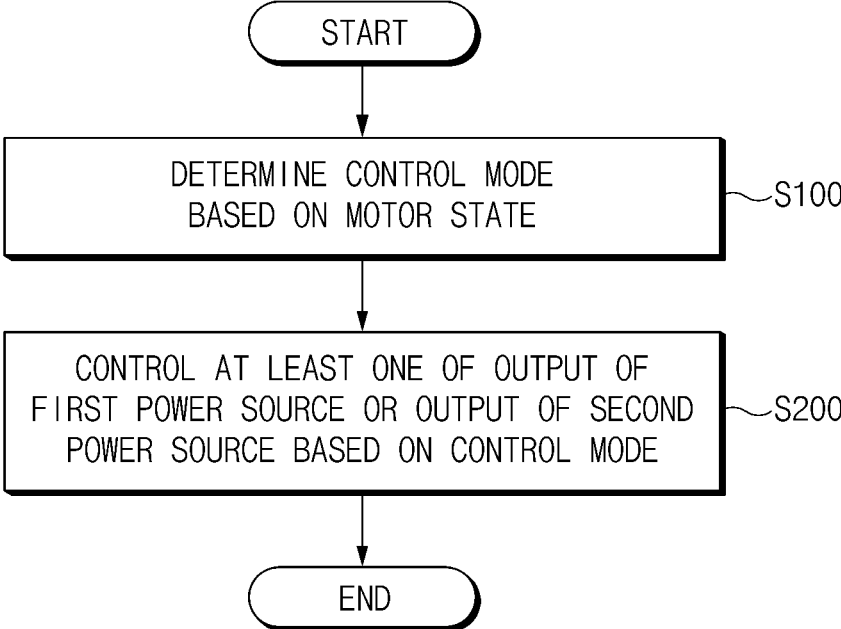 START
DETERMINE CONTROL MODE
BASED ON MOTOR STATE
S100
CONTROL AT LEAST ONE OF OUTPUT OF
FIRST POWER SOURCE OR OUTPUT OF SECOND
POWER SOURCE BASED ON CONTROL MODE
S200
END